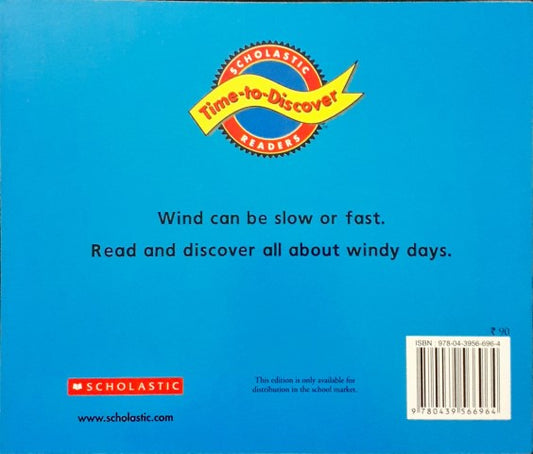 SCHOLASTIC
Time-to-Discover
READERS
Wind can be slow or fast.
Read and discover all about windy days.
₹ 90
ISBN : 978-04-3956-696-4
9 780439 566964
SCHOLASTIC
www.scholastic.com
This edition is only available for
distribution in the school market.